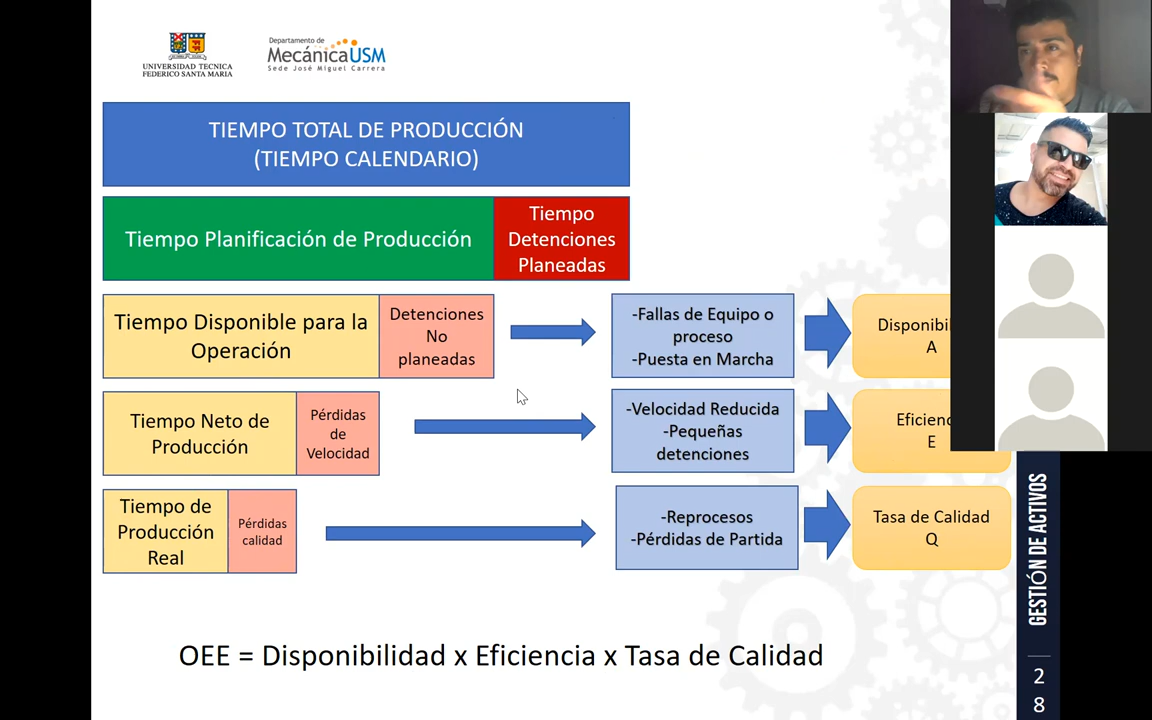 UNIVERSIDAD TECNICA
FEDERICO SANTA MARIA
Departamento de
MecánicaUSM
Sede José Miguel Carrera
TIEMPO TOTAL DE PRODUCCIÓN
(TIEMPO CALENDARIO)
Tiempo Planificación de Producción
Tiempo
Detenciones
Planeadas
Tiempo Disponible para la
Operación
Detenciones
No
planeadas
-Fallas de Equipo o
proceso
-Puesta en Marcha
Disponibi
A
Tiempo Neto de
Producción
Pérdidas
de
Velocidad
-Velocidad Reducida
-Pequeñas
detenciones
Eficienc
E
Tiempo de
Producción
Real
Pérdidas
calidad
-Reprocesos
-Pérdidas de Partida
Tasa de Calidad
Q
OEE = Disponibilidad x Eficiencia x Tasa de Calidad
GESTIÓN DE ACTIVOS
2
8